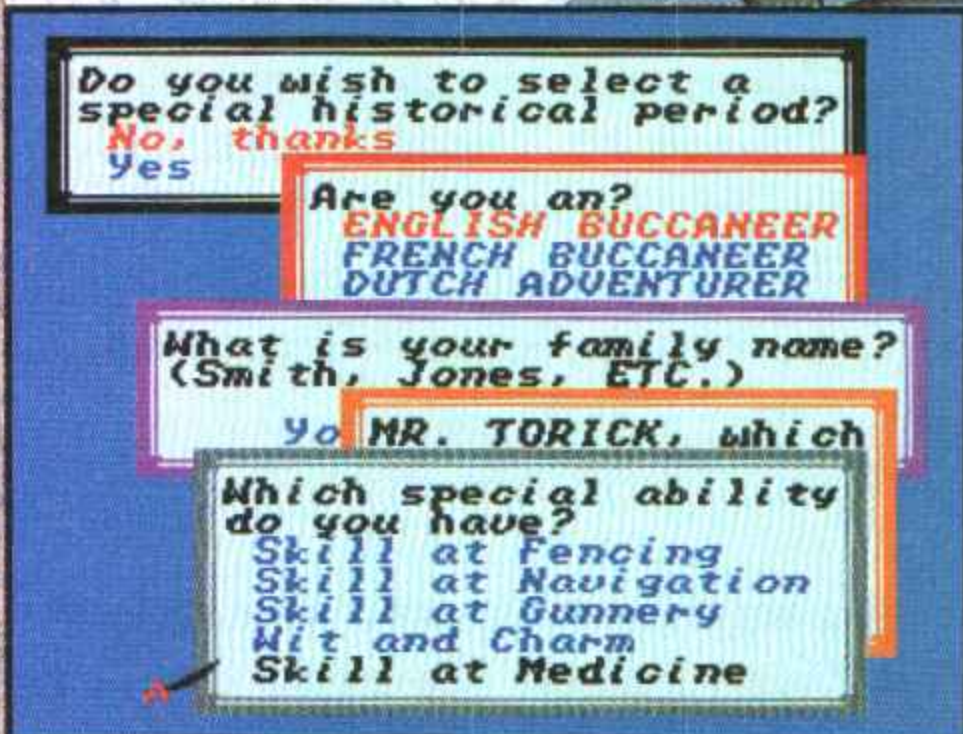 Do you wish to select a
special historical period?
No, thanks
Yes
Are you an?
ENGLISH BUCCANEER
FRENCH BUCCANEER
DUTCH ADVENTURER
What is your family name?
(Smith, Jones, ETC.)
Yo
MR. TORICK, which
Which special ability
do you have?
Skill at Fencing
Skill at Navigation
Skill at Gunnery
Wit and Charm
Skill at Medicine